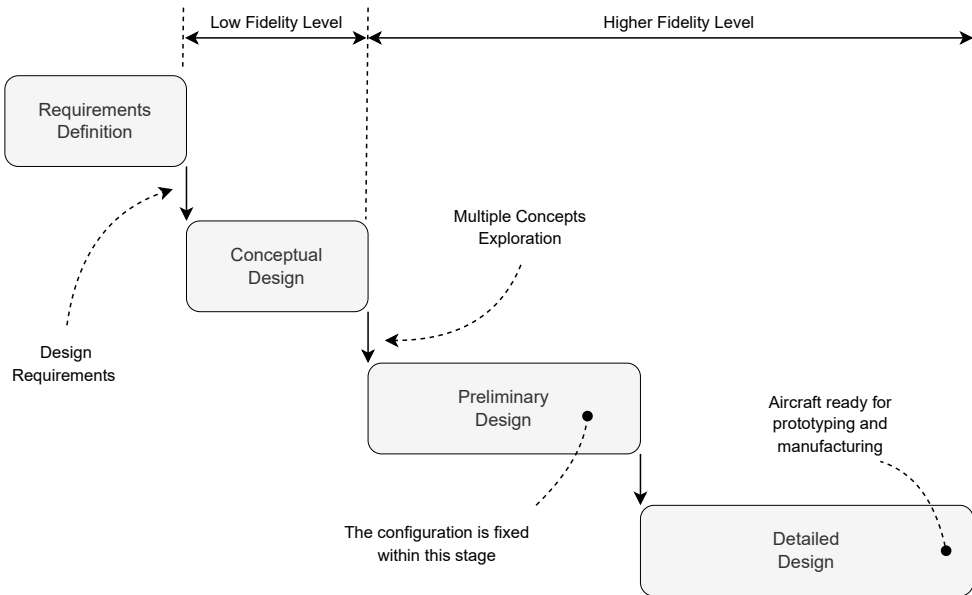 Low Fidelity Level
Higher Fidelity Level
Requirements
Definition
Multiple Concepts
Exploration
Conceptual
Design
Design
Requirements
Preliminary
Design
Aircraft ready for
prototyping and
manufacturing
The configuration is fixed
within this stage
Detailed
Design